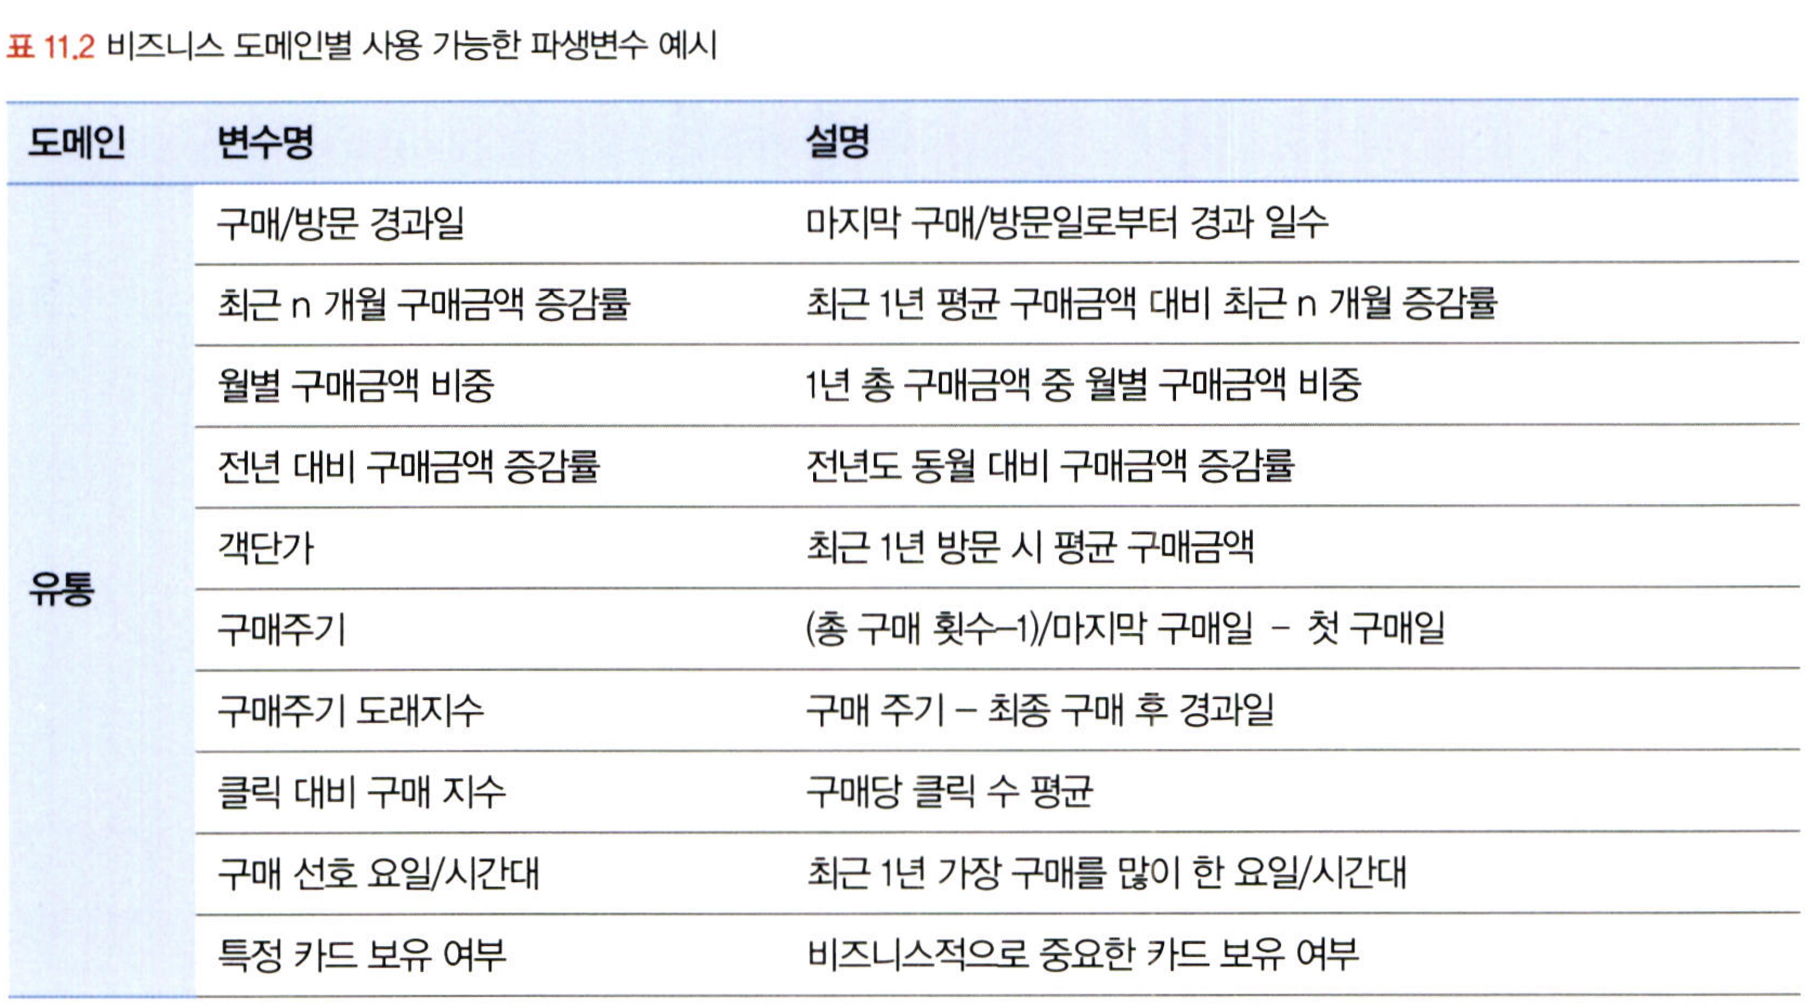 표 11.2 비즈니스 도메인별 사용 가능한 파생변수 예시
도메인 변수명 설명
유통
구매/방문 경과일 마지막 구매/방문일로부터 경과 일수
최근 n 개월 구매금액 증감률 최근 1년 평균 구매금액 대비 최근 n 개월 증감률
월별 구매금액 비중 1년 총 구매금액 중 월별 구매금액 비중
전년 대비 구매금액 증감률 전년도 동월 대비 구매금액 증감률
객단가 최근 1년 방문 시 평균 구매금액
구매주기 (총 구매 횟수–1)/마지막 구매일 – 첫 구매일
구매주기 도래지수 구매 주기 – 최종 구매 후 경과일
클릭 대비 구매 지수 구매당 클릭 수 평균
구매 선호 요일/시간대 최근 1년 가장 구매를 많이 한 요일/시간대
특정 카드 보유 여부 비즈니스적으로 중요한 카드 보유 여부